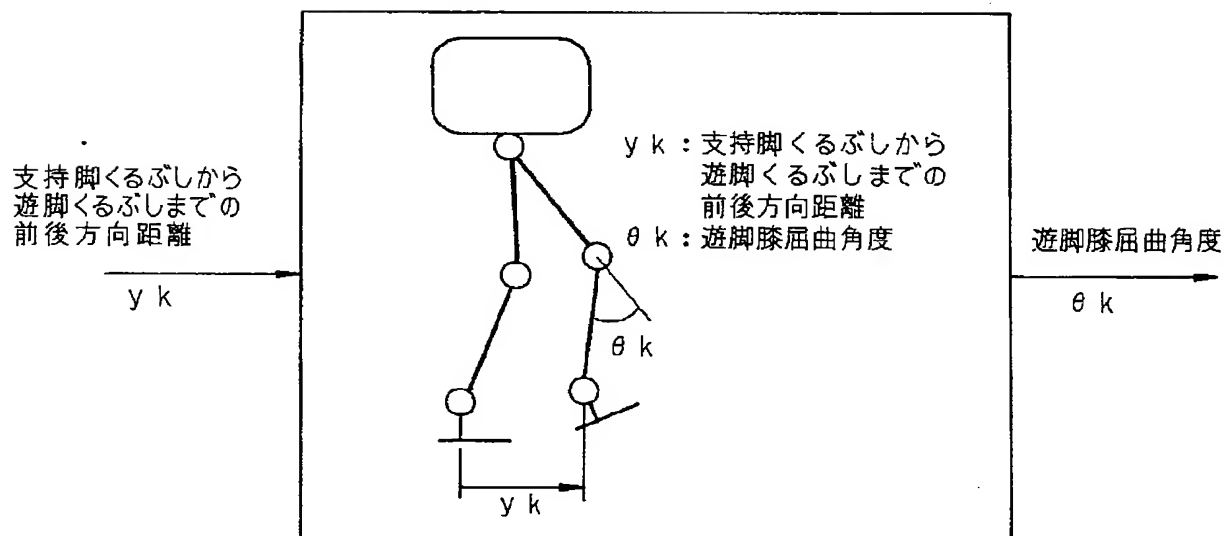 支持脚くるぶしから
遊脚くるぶしまでの
前後方向距離
y k
y k：支持脚くるぶしから
遊脚くるぶしまでの
前後方向距離
θ k：遊脚膝屈曲角度
θ k
y k
遊脚膝屈曲角度
θ k